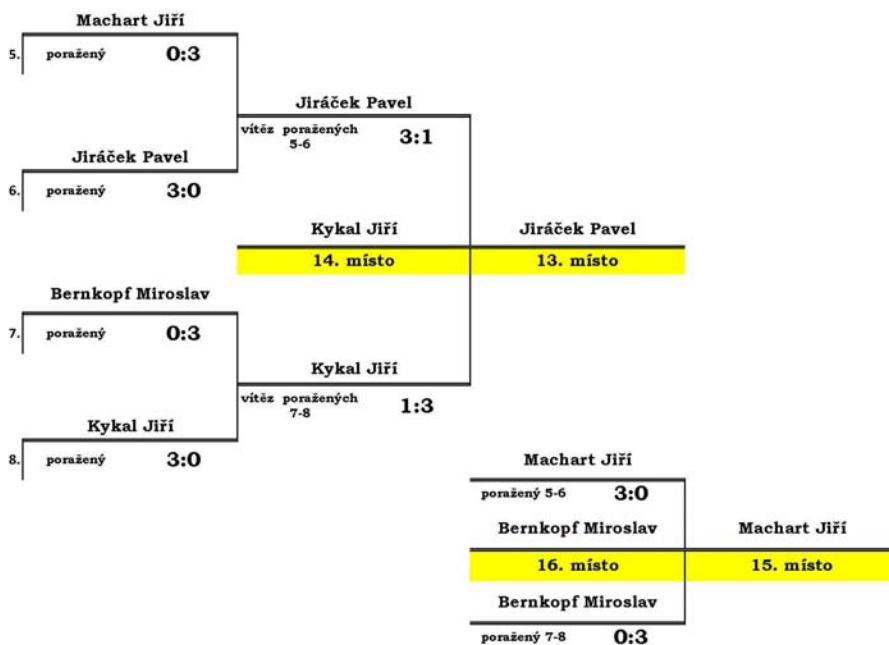 Machart Jiří
5. poražený 0:3
Jiráček Pavel
vítěz poražených
5-6
3:1
Jiráček Pavel
6. poražený 3:0
Kykal Jiří Jiráček Pavel
14. místo 13. místo
Bernkopf Miroslav
7. poražený 0:3
Kykal Jiří
vítěz poražených
7-8
1:3
Kykal Jiří
8. poražený 3:0
Machart Jiří
poražený 5-6 3:0
Bernkopf Miroslav Machart Jiří
16. místo 15. místo
Bernkopf Miroslav
poražený 7-8 0:3